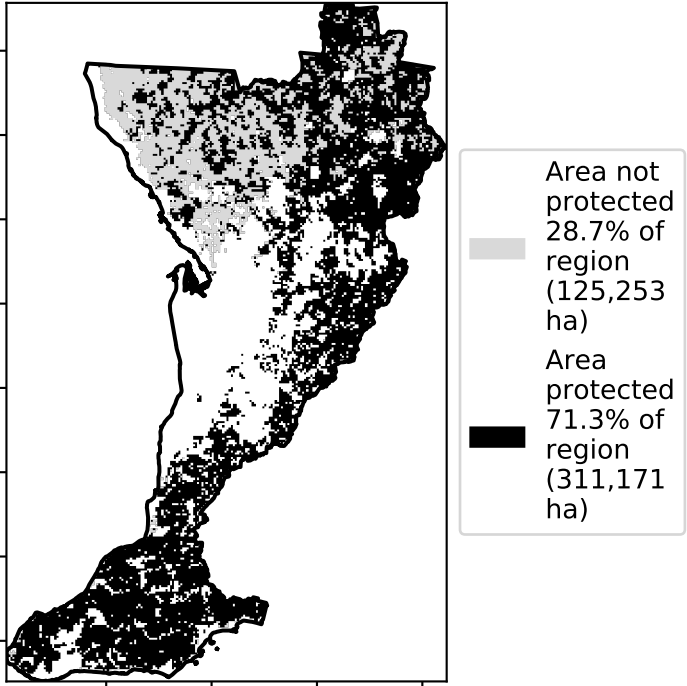 Area not
protected
28.7% of
region
(125,253
ha)
Area
protected
71.3% of
region
(311,171
ha)